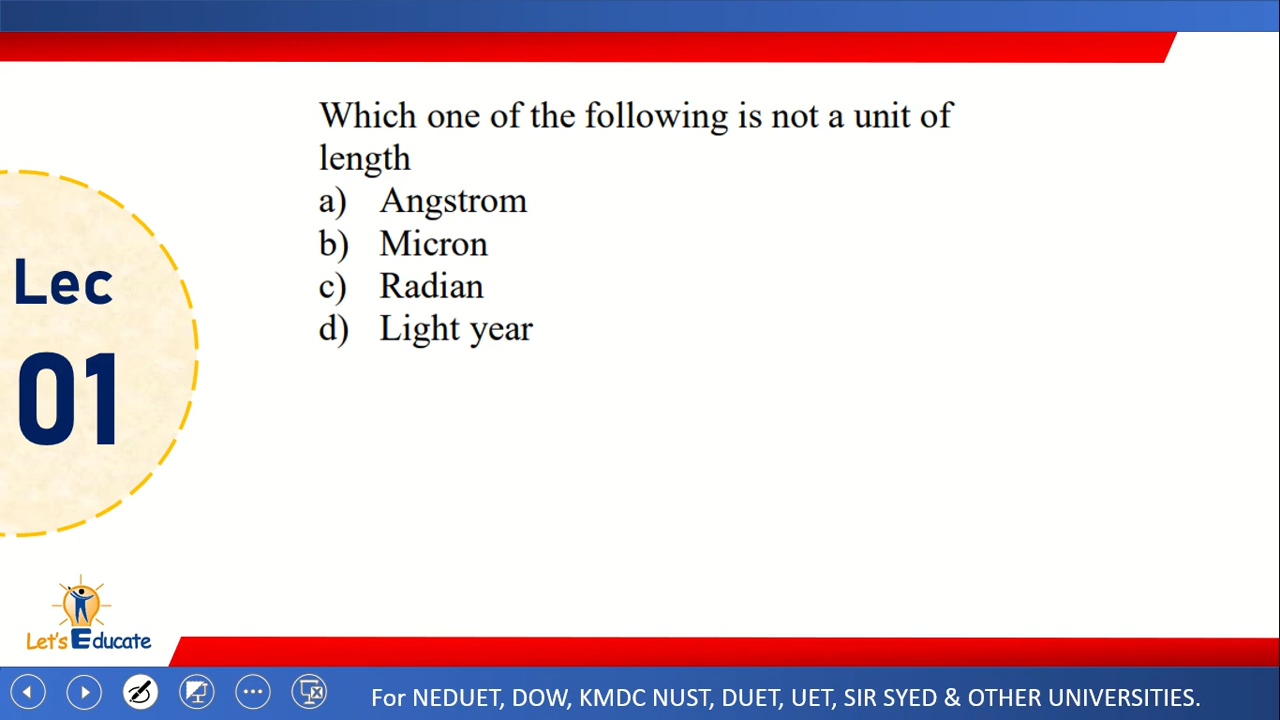 Which one of the following is not a unit of
length
a) Angstrom
b) Micron
c) Radian
d) Light year
Lec
01
Let's Educate
For NEDUET, DOW, KMDC NUST, DUET, UET, SIR SYED & OTHER UNIVERSITIES.